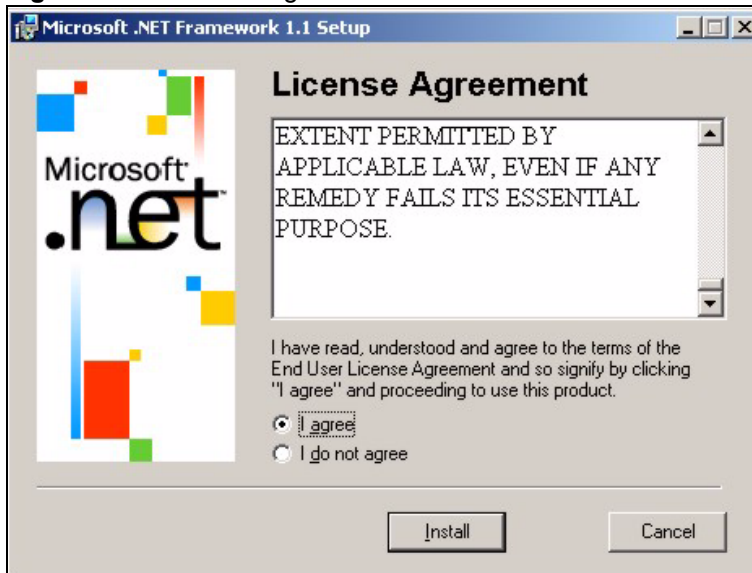 Microsoft .NET Framework 1.1 Setup
License Agreement
EXTENT PERMITTED BY
APPLICABLE LAW, EVEN IF ANY
REMEDY FAILS ITS ESSENTIAL
PURPOSE.
Microsoft
.net
I have read, understood and agree to the terms of the
End User License Agreement and so signify by clicking
"I agree" and proceeding to use this product.
I agree
I do not agree
Install
Cancel